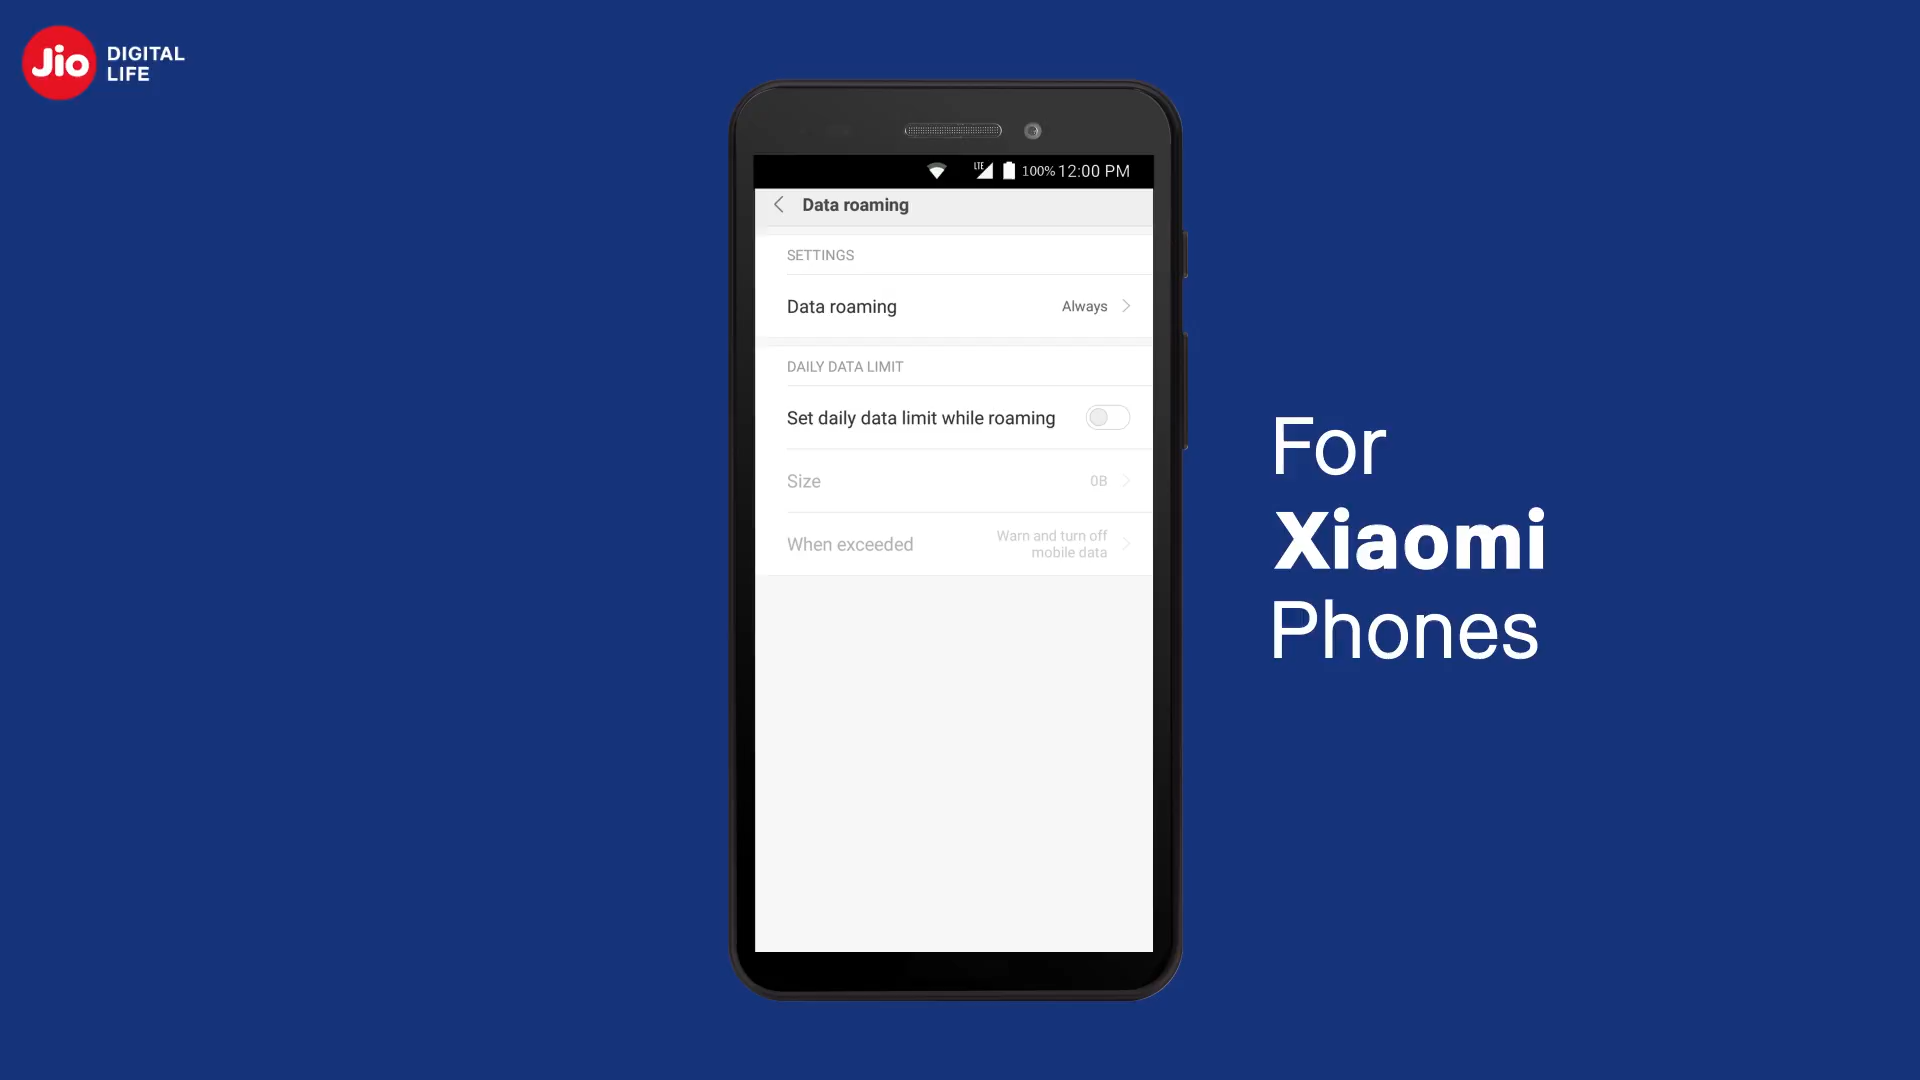 Jio
DIGITAL
LIFE
LTE 100% 12:00 PM
Data roaming
SETTINGS
Data roaming Always
DAILY DATA LIMIT
Set daily data limit while roaming
Size 0B
When exceeded Warn and turn off
mobile data
For
Xiaomi
Phones